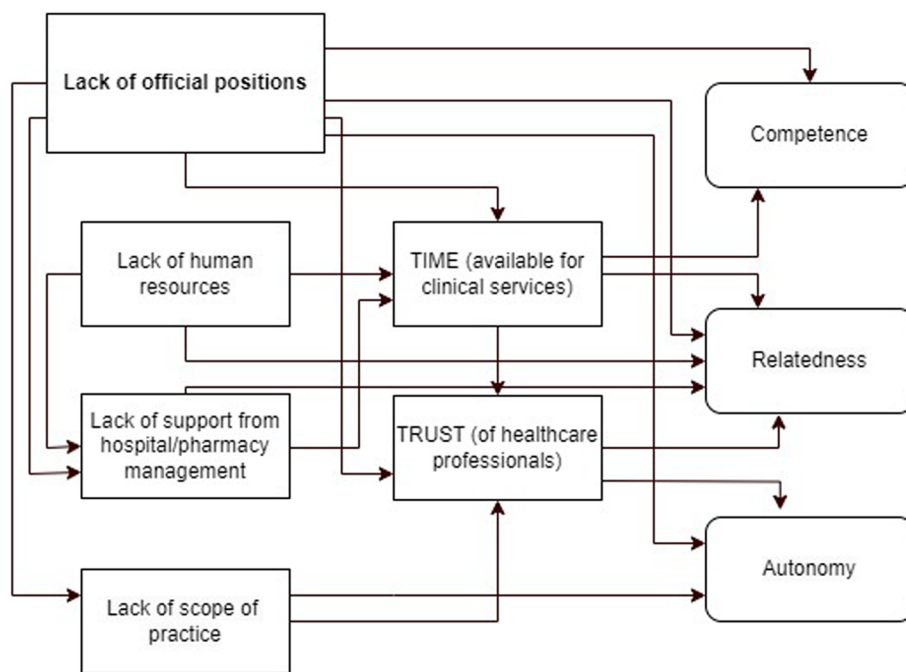 Lack of official positions
Competence
Lack of human
resources
TIME (available for
clinical services)
Relatedness
Lack of support from
hospital/pharmacy
management
TRUST (of healthcare
professionals)
Autonomy
Lack of scope of
practice